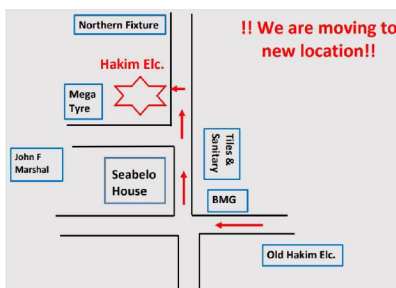 Northern Fixture
!! We are moving to
new location!!
Hakim Elc.
Mega
Tyre
Tiles &
Sanitary
John F
Marshal
Seabelo
House
BMG
Old Hakim Elc.